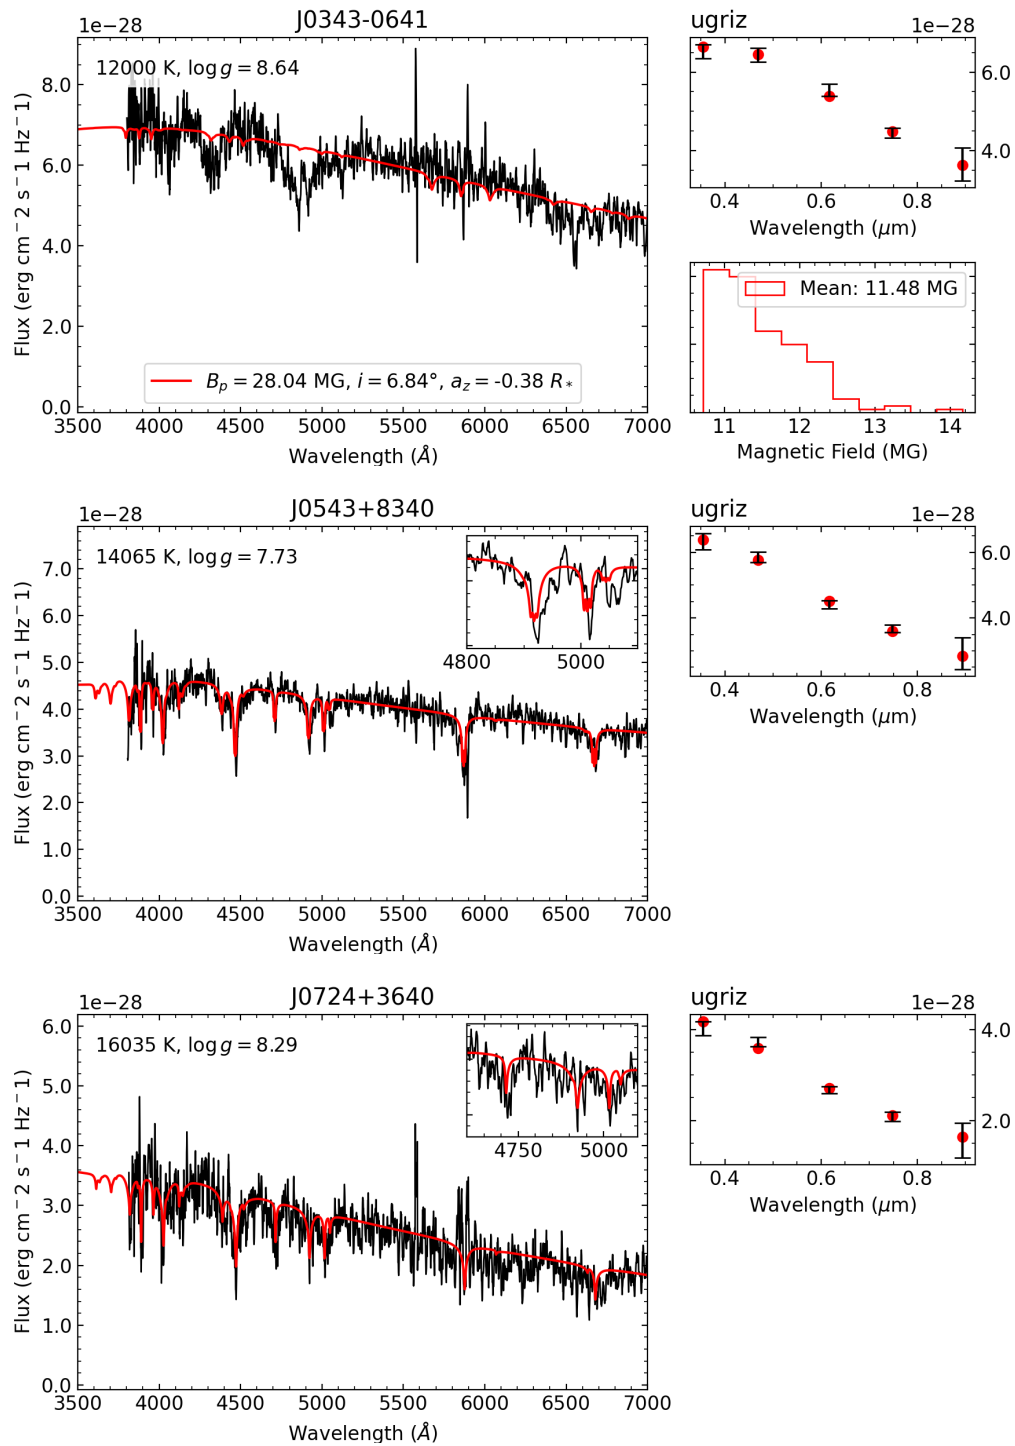 J0343-0641
1e−28
12000 K, log g = 8.64
8.0
6.0
4.0
2.0
0.0
Flux (erg cm−2 s−1 Hz−1)
B_p = 28.04 MG, i = 6.84°, a_z = -0.38 R_*
3500 4000 4500 5000 5500 6000 6500 7000
Wavelength (Å)
ugriz 1e−28
6.0
4.0
0.4 0.6 0.8
Wavelength (μm)
Mean: 11.48 MG
11 12 13 14
Magnetic Field (MG)
J0543+8340
1e−28
14065 K, log g = 7.73
7.0
6.0
5.0
4.0
3.0
2.0
1.0
0.0
Flux (erg cm−2 s−1 Hz−1)
4800 5000
3500 4000 4500 5000 5500 6000 6500 7000
Wavelength (Å)
ugriz 1e−28
6.0
4.0
0.4 0.6 0.8
Wavelength (μm)
J0724+3640
1e−28
16035 K, log g = 8.29
6.0
5.0
4.0
3.0
2.0
1.0
0.0
Flux (erg cm−2 s−1 Hz−1)
4750 5000
3500 4000 4500 5000 5500 6000 6500 7000
Wavelength (Å)
ugriz 1e−28
4.0
2.0
0.4 0.6 0.8
Wavelength (μm)